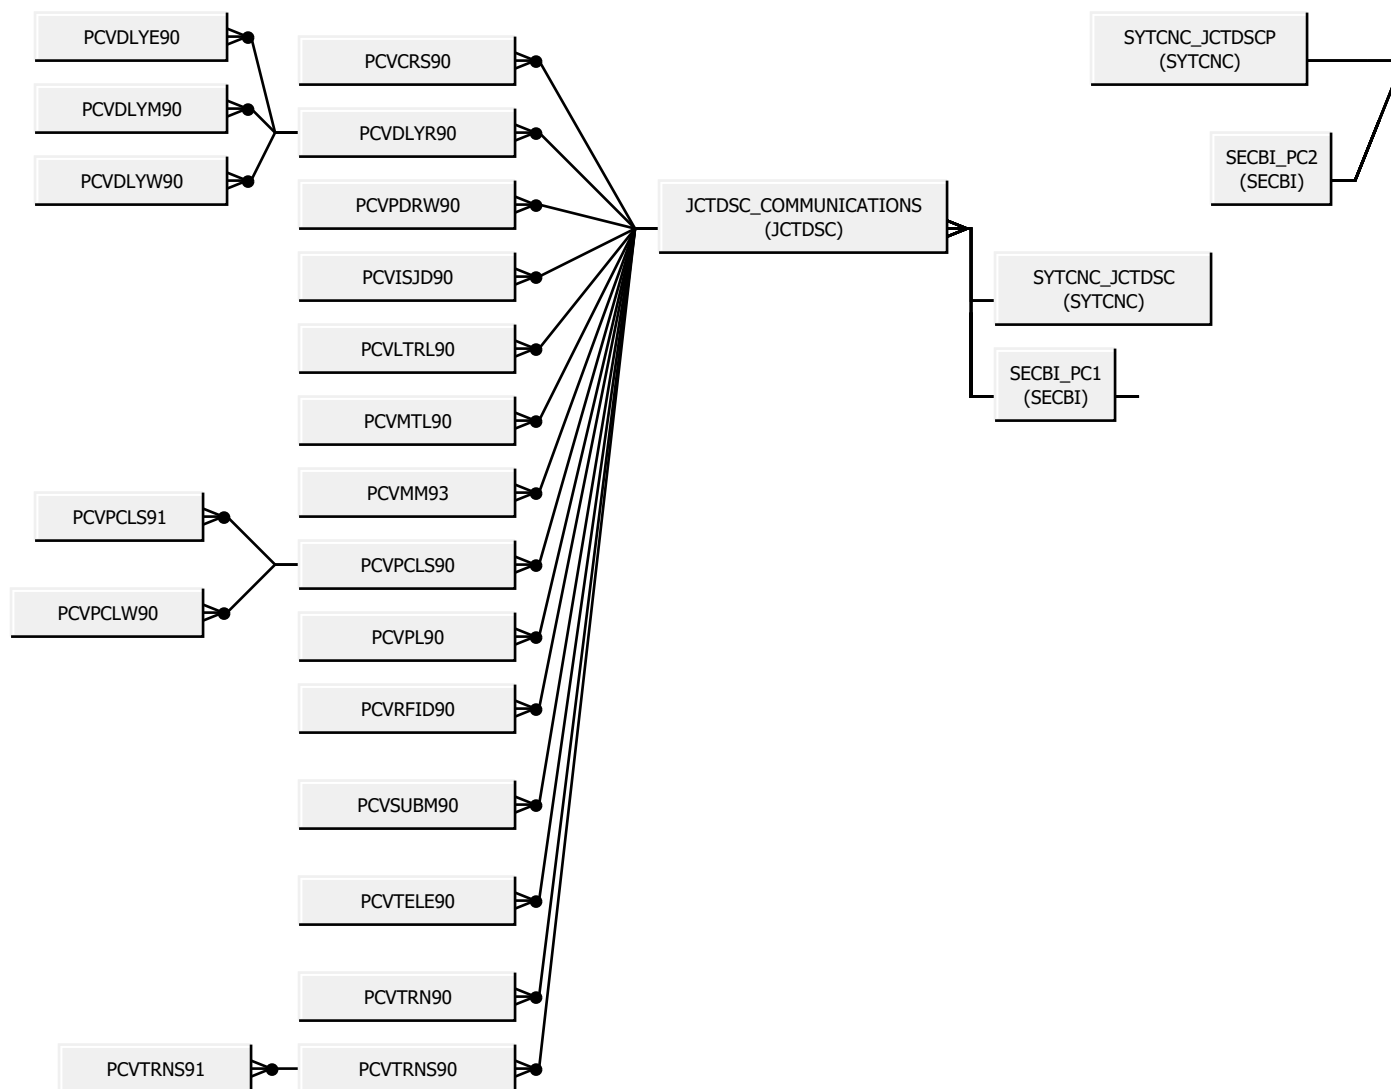 PCVDLYE90
PCVDLYM90
PCVDLYW90
PCVPCLS91
PCVPCLW90
PCVTRNS91
PCVCRS90
PCVDLYR90
PCVPDRW90
PCVISJD90
PCVLTRL90
PCVMTL90
PCVMM93
PCVPCLS90
PCVPL90
PCVRFID90
PCVSUBM90
PCVTELE90
PCVTRN90
PCVTRNS90
JCTDSC_COMMUNICATIONS
(JCTDSC)
SYTCNC_JCTDSC
(SYTCNC)
SECBI_PC1
(SECBI)
SYTCNC_JCTDSCP
(SYTCNC)
SECBI_PC2
(SECBI)